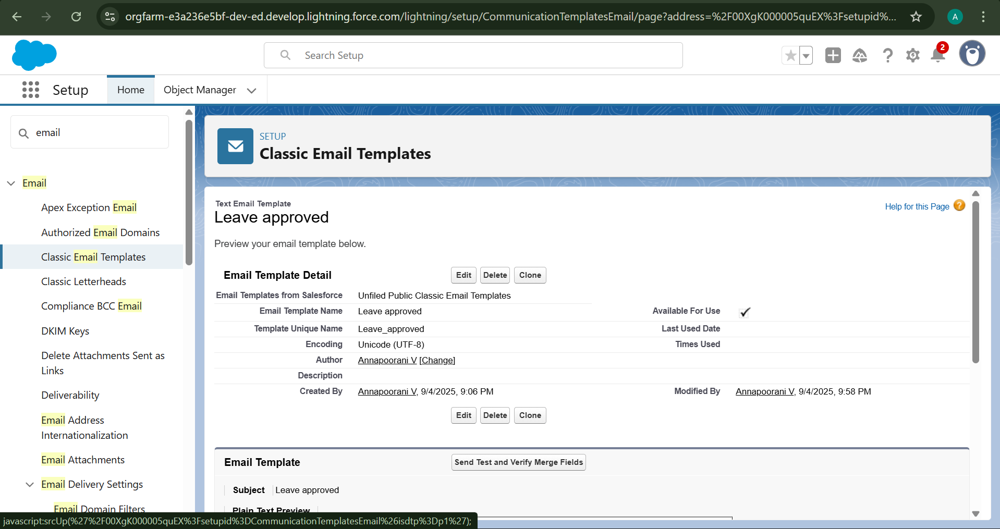 orgfarm-e3a236e5bf-dev-ed.develop.lightning.force.com/lightning/setup/CommunicationTemplatesEmail/page?address=%2F00XgK000005quEX%3Fsetupid%...
A
Search Setup
2
Setup
Home
Object Manager
email
SETUP
Classic Email Templates
Email
Apex Exception Email
Authorized Email Domains
Classic Email Templates
Classic Letterheads
Compliance BCC Email
DKIM Keys
Delete Attachments Sent as
Links
Deliverability
Email Address
Internationalization
Email Attachments
Email Delivery Settings
Email Domain Filters
Text Email Template
Leave approved
Help for this Page ?
Preview your email template below.
Email Template Detail
Edit Delete Clone
Email Templates from Salesforce Unfiled Public Classic Email Templates
Email Template Name Leave approved Available For Use
Template Unique Name Leave_approved Last Used Date
Encoding Unicode (UTF-8) Times Used
Author Annapoorani V [Change]
Description
Created By Annapoorani V, 9/4/2025, 9:06 PM Modified By Annapoorani V, 9/4/2025, 9:58 PM
Edit Delete Clone
Email Template Send Test and Verify Merge Fields
Subject Leave approved
Plain Text Preview
javascript:srcUp(%27%2F00XgK000005quEX%3Fsetupid%3DCommunicationTemplatesEmail%26isdtp%3Dp1%27);